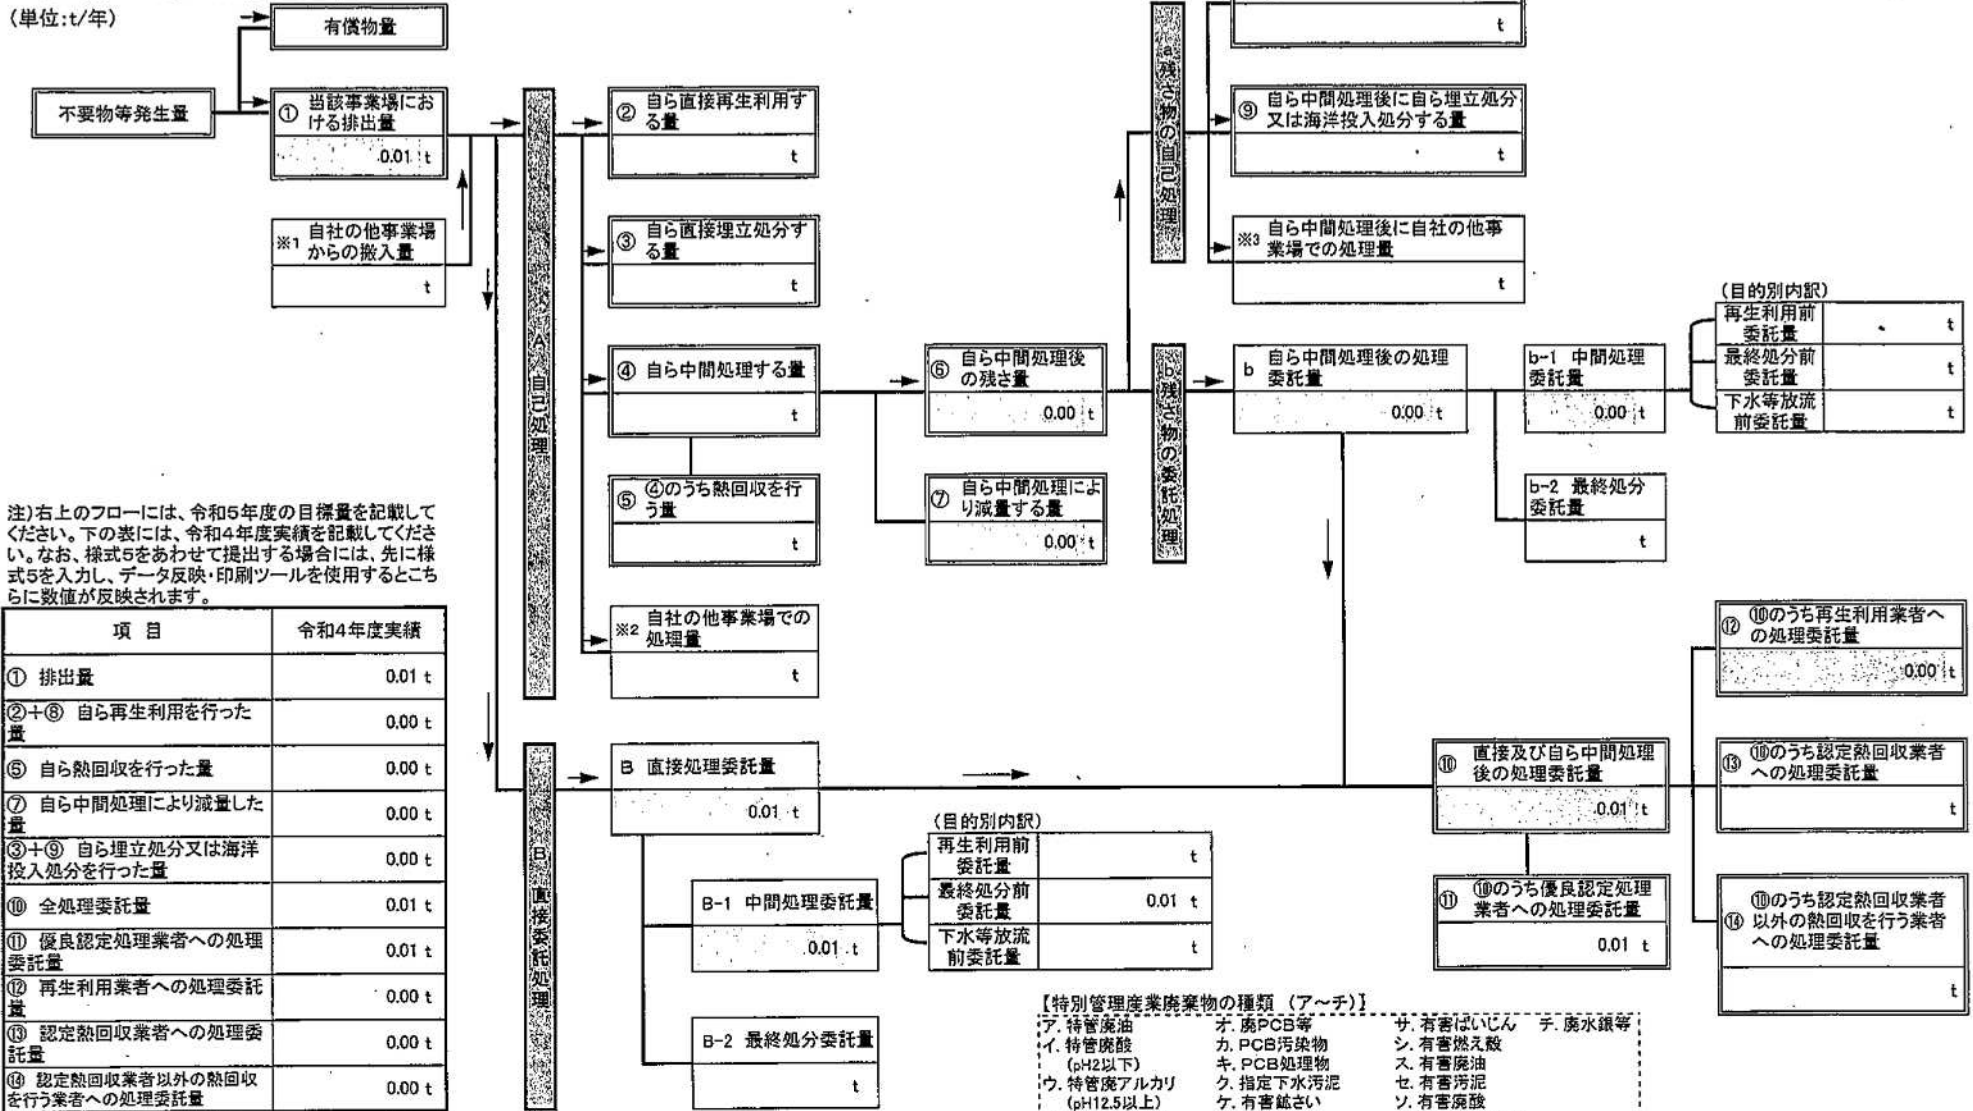 (単位:t/年)
有償物量
不要物等発生量
① 当該事業場にお
ける排出量
0.01 t
※1 自社の他事業場
からの搬入量
t
A 自己処理
② 自ら直接再生利用す
る量
t
③ 自ら直接埋立処分す
る量
t
④ 自ら中間処理する量
t
⑤ ④のうち熱回収を行
う量
t
※2 自社の他事業場での
処理量
t
⑥ 自ら中間処理後
の残さ量
0.00 t
⑦ 自ら中間処理によ
り減量する量
0.00 t
a 残さ物の自己処理
t
⑨ 自ら中間処理後に自ら埋立処分
又は海洋投入処分する量
t
※3 自ら中間処理後に自社の他事
業場での処理量
t
b 残さ物の委託処理
b 自ら中間処理後の処理
委託量
0.00 t
b-1 中間処理
委託量
0.00 t
b-2 最終処分
委託量
t
(目的別内訳)
再生利用前
委託量
t
最終処分前
委託量
t
下水等放流
前委託量
t
注)右上のフローには、令和5年度の目標量を記載して
ください。下の表には、令和4年度実績を記載してくださ
い。なお、様式5をあわせて提出する場合には、先に様
式5を入力し、データ反映・印刷ツールを使用するとこち
らに数値が反映されます。
項 目 令和4年度実績
① 排出量 0.01 t
②+⑧ 自ら再生利用を行った
量 0.00 t
⑤ 自ら熱回収を行った量 0.00 t
⑦ 自ら中間処理により減量した
量 0.00 t
③+⑨ 自ら埋立処分又は海洋
投入処分を行った量 0.00 t
⑩ 全処理委託量 0.01 t
⑪ 優良認定処理業者への処理
委託量 0.01 t
⑫ 再生利用業者への処理委託
量 0.00 t
⑬ 認定熱回収業者への処理委
託量 0.00 t
⑭ 認定熱回収業者以外の熱回収
を行う業者への処理委託量 0.00 t
B 直接委託処理
B 直接処理委託量
0.01 t
B-1 中間処理委託量
0.01 t
B-2 最終処分委託量
t
(目的別内訳)
再生利用前
委託量
t
最終処分前
委託量
0.01 t
下水等放流
前委託量
t
⑩ 直接及び自ら中間処理
後の処理委託量
0.01 t
⑪ ⑩のうち優良認定処理
業者への処理委託量
0.01 t
⑫ ⑩のうち再生利用業者へ
の処理委託量
0.00 t
⑬ ⑩のうち認定熱回収業者
への処理委託量
t
⑭ ⑩のうち認定熱回収業者
以外の熱回収を行う業者
への処理委託量
t
【特別管理産業廃棄物の種類 (ア〜チ)】
ア. 特管廃油 オ. 廃PCB等 サ. 有害ばいじん チ. 廃水銀等
イ. 特管廃酸 カ. PCB汚染物 シ. 有害燃え殻
(pH2以下) キ. PCB処理物 ス. 有害廃油
ウ. 特管廃アルカリ ク. 指定下水汚泥 セ. 有害汚泥
(pH12.5以上) ケ. 有害鉱さい ソ. 有害廃酸